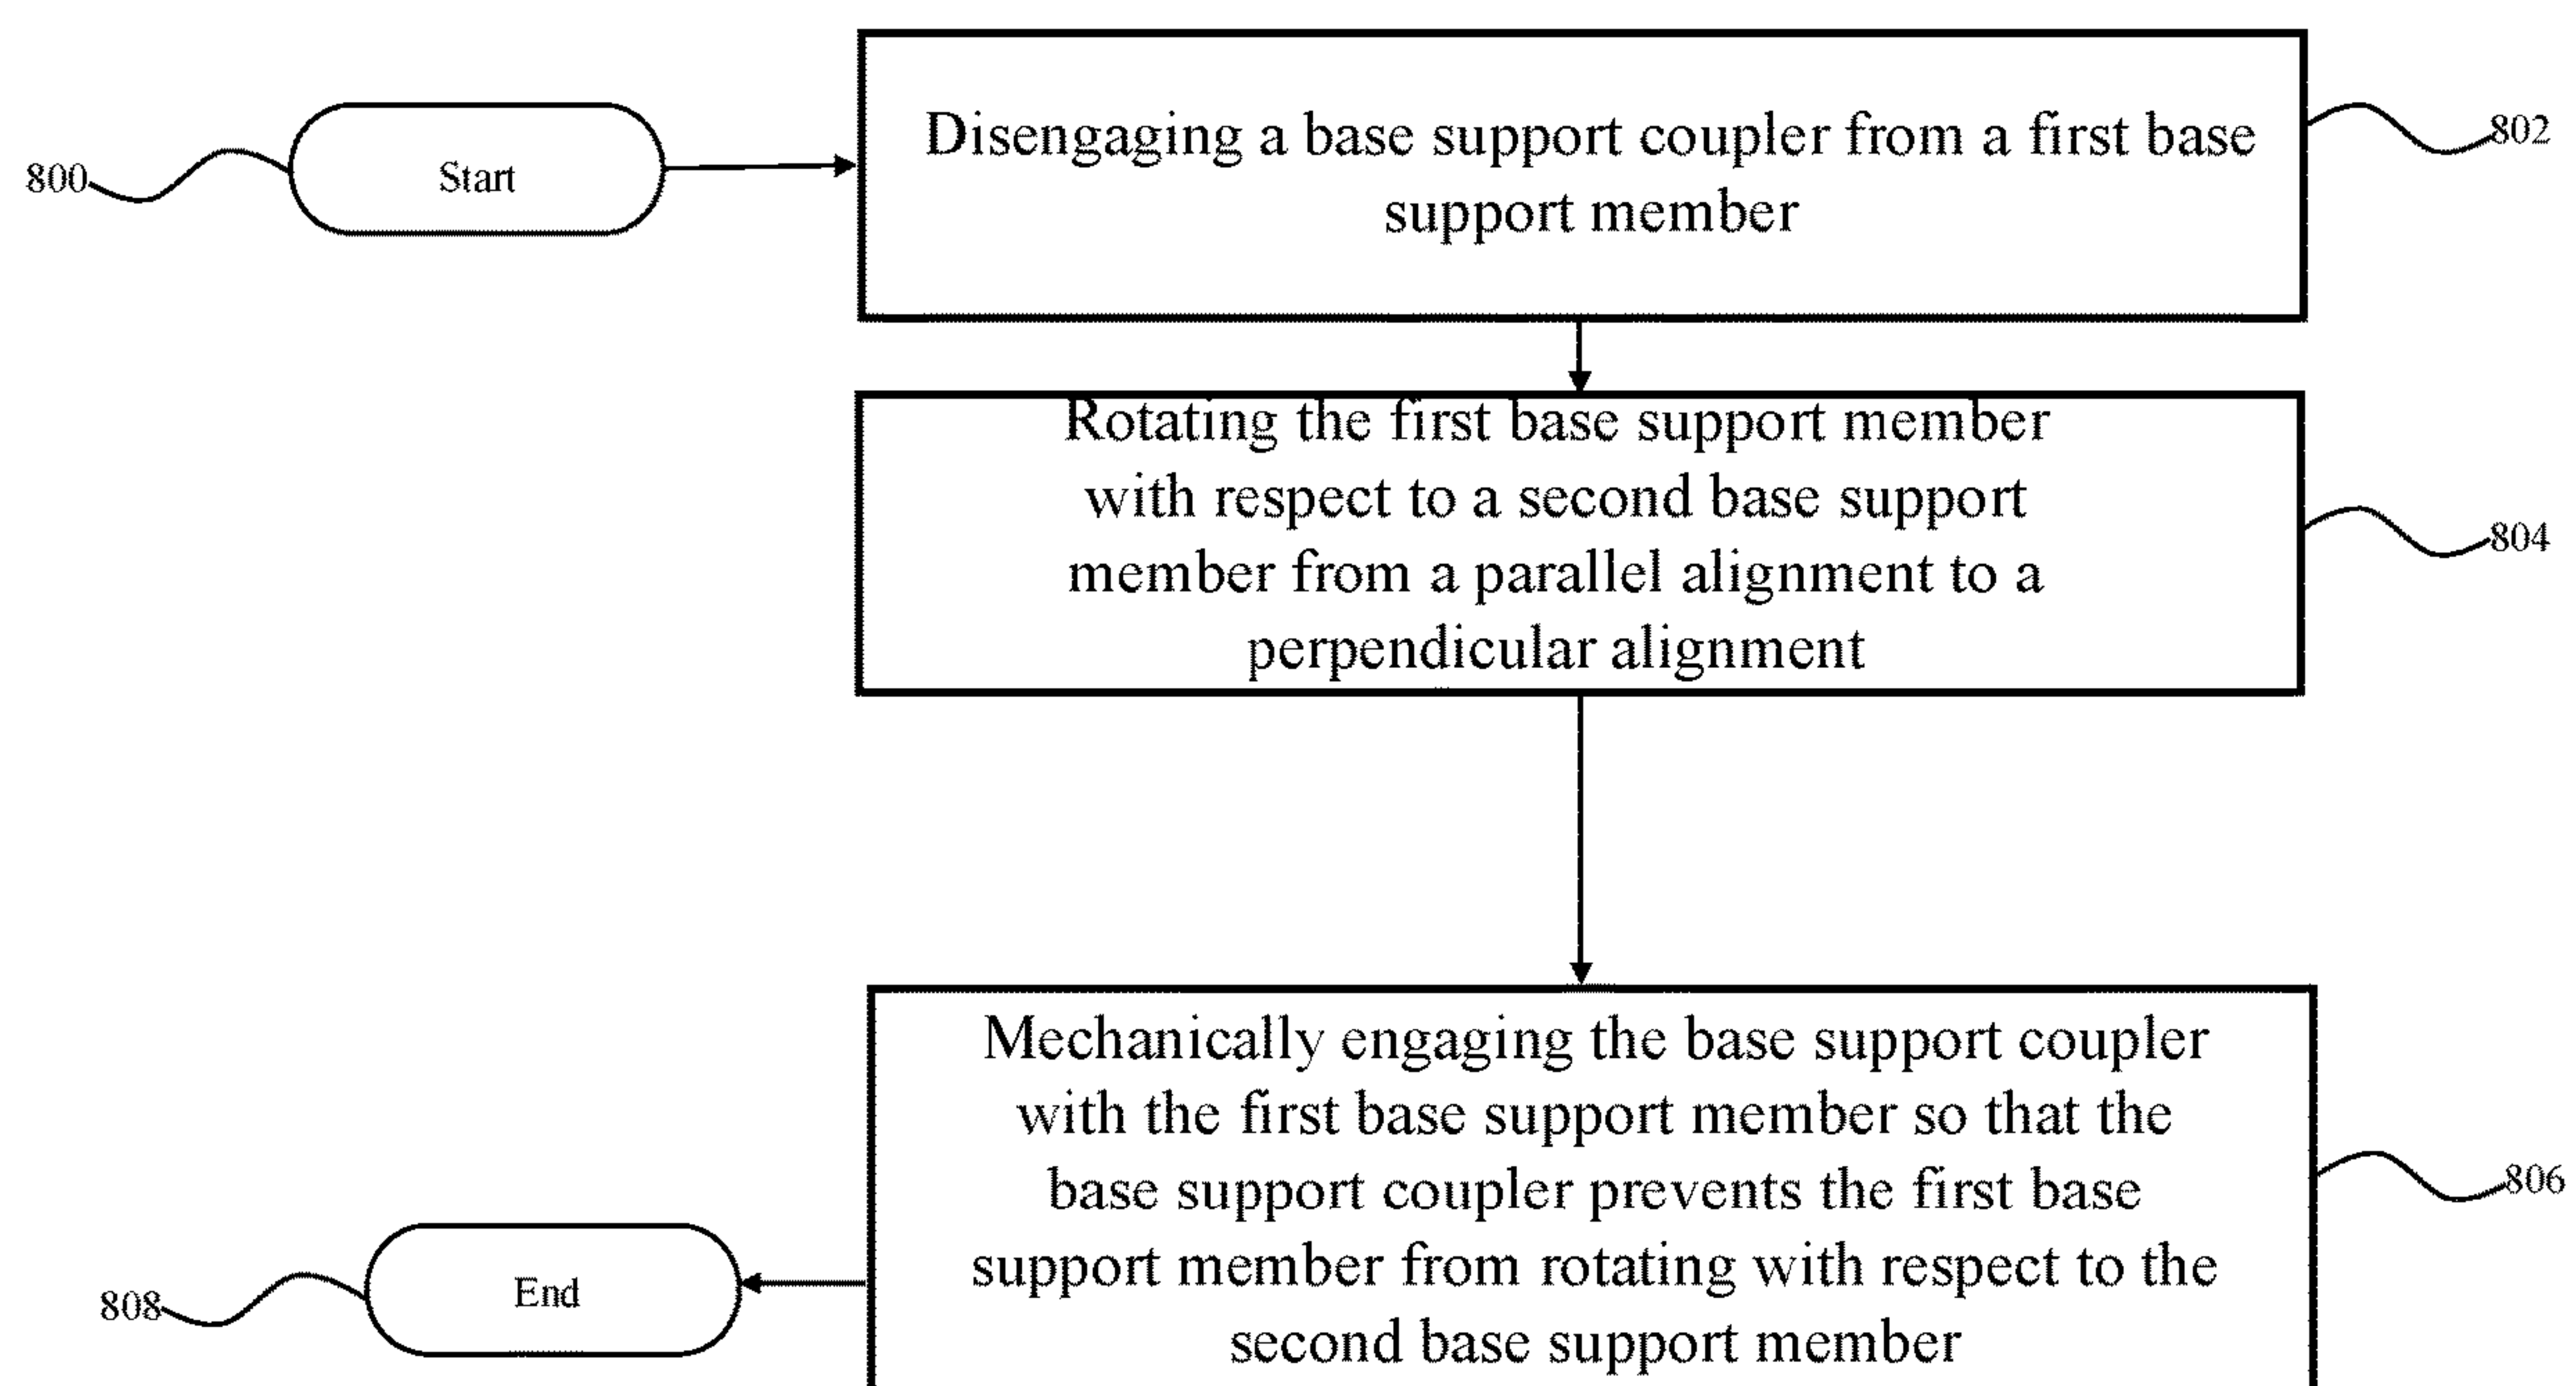 800
Start
Disengaging a base support coupler from a first base
support member
802
Rotating the first base support member
with respect to a second base support
member from a parallel alignment to a
perpendicular alignment
804
Mechanically engaging the base support coupler
with the first base support member so that the
base support coupler prevents the first base
support member from rotating with respect to the
second base support member
806
End
808